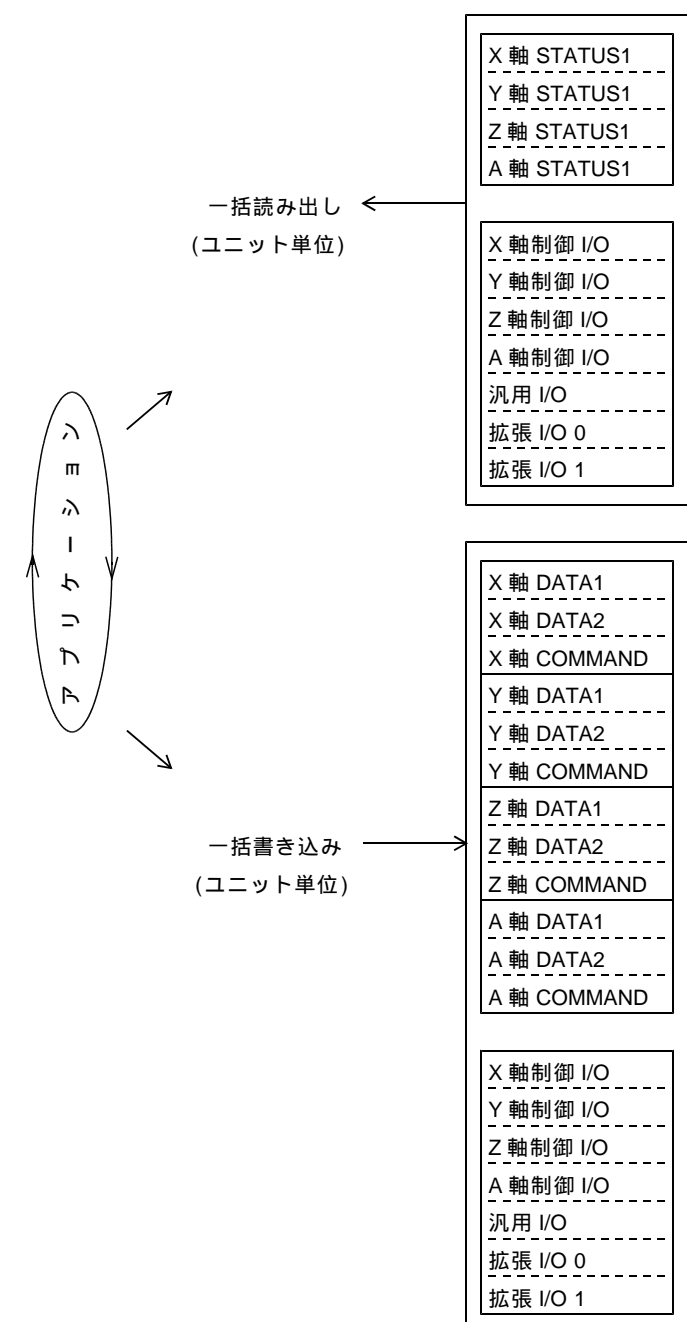 X 軸 STATUS1
Y 軸 STATUS1
Z 軸 STATUS1
A 軸 STATUS1
一括読み出し
(ユニット単位)
X 軸制御 I/O
Y 軸制御 I/O
Z 軸制御 I/O
A 軸制御 I/O
汎用 I/O
拡張 I/O 0
拡張 I/O 1
アプリケーション
X 軸 DATA1
X 軸 DATA2
X 軸 COMMAND
Y 軸 DATA1
Y 軸 DATA2
Y 軸 COMMAND
Z 軸 DATA1
Z 軸 DATA2
Z 軸 COMMAND
A 軸 DATA1
A 軸 DATA2
A 軸 COMMAND
一括書き込み
(ユニット単位)
X 軸制御 I/O
Y 軸制御 I/O
Z 軸制御 I/O
A 軸制御 I/O
汎用 I/O
拡張 I/O 0
拡張 I/O 1